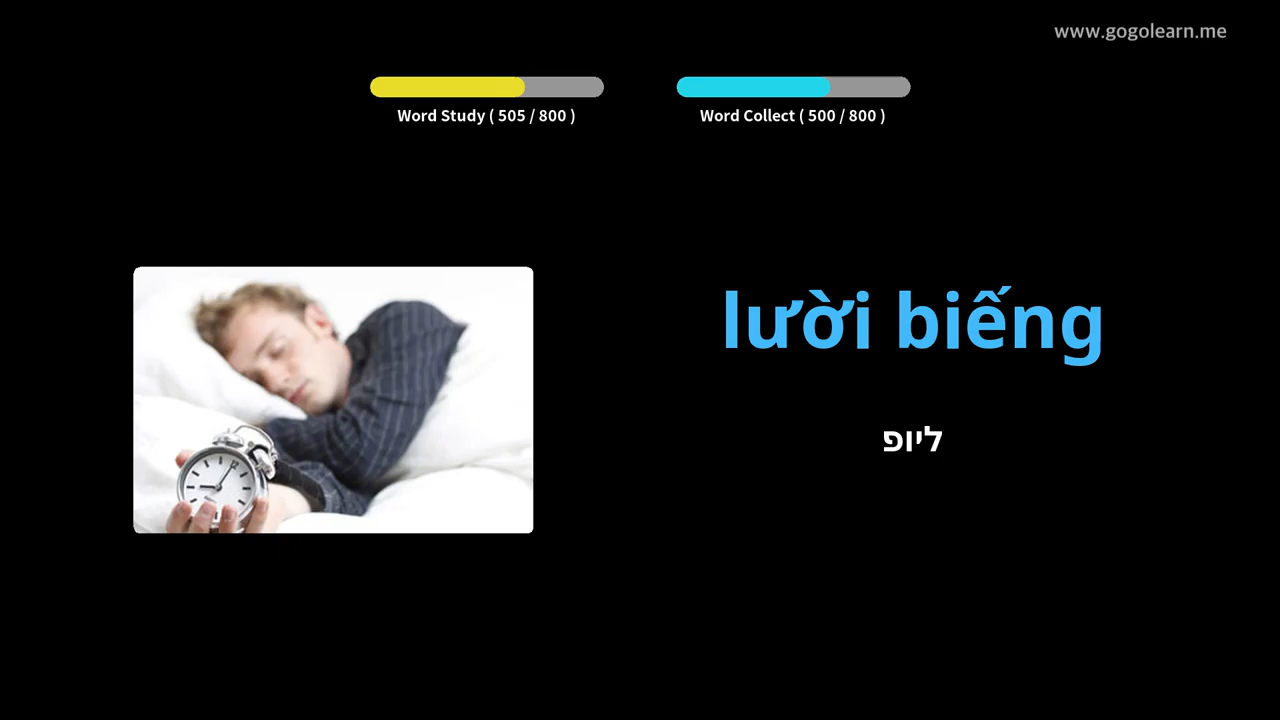 www.gogolearn.me
Word Study ( 505 / 800 )
Word Collect ( 500 / 800 )
lười biếng
ליופ